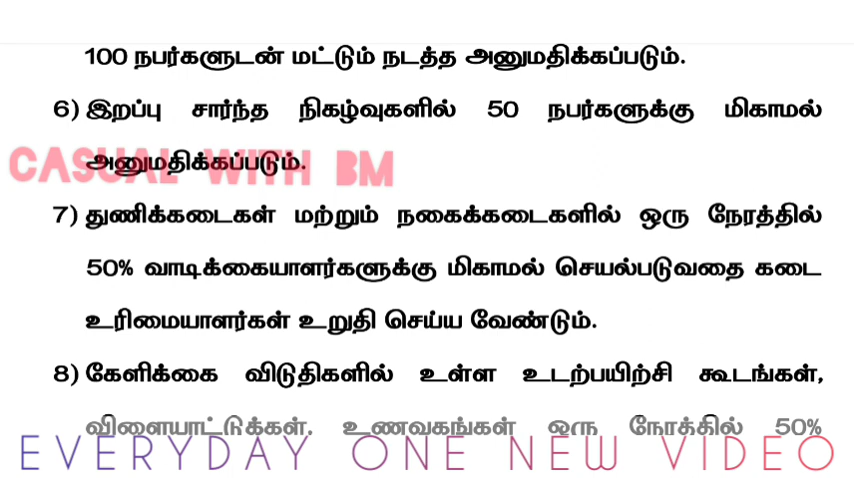 100 நபர்களுடன் மட்டும் நடத்த அனுமதிக்கப்படும்.
6) இறப்பு சார்ந்த நிகழ்வுகளில் 50 நபர்களுக்கு மிகாமல்
அனுமதிக்கப்படும்.
CASUAL WITH BM
7) துணிக்கடைகள் மற்றும் நகைக்கடைகளில் ஒரு நேரத்தில்
50% வாடிக்கையாளர்களுக்கு மிகாமல் செயல்படுவதை கடை
உரிமையாளர்கள் உறுதி செய்ய வேண்டும்.
8) கேளிக்கை விடுதிகளில் உள்ள உடற்பயிற்சி கூடங்கள்,
விளையாட்டுக்கள், உணவகங்கள் ஒரு நேரத்தில் 50%
EVERYDAY ONE NEW VIDEO